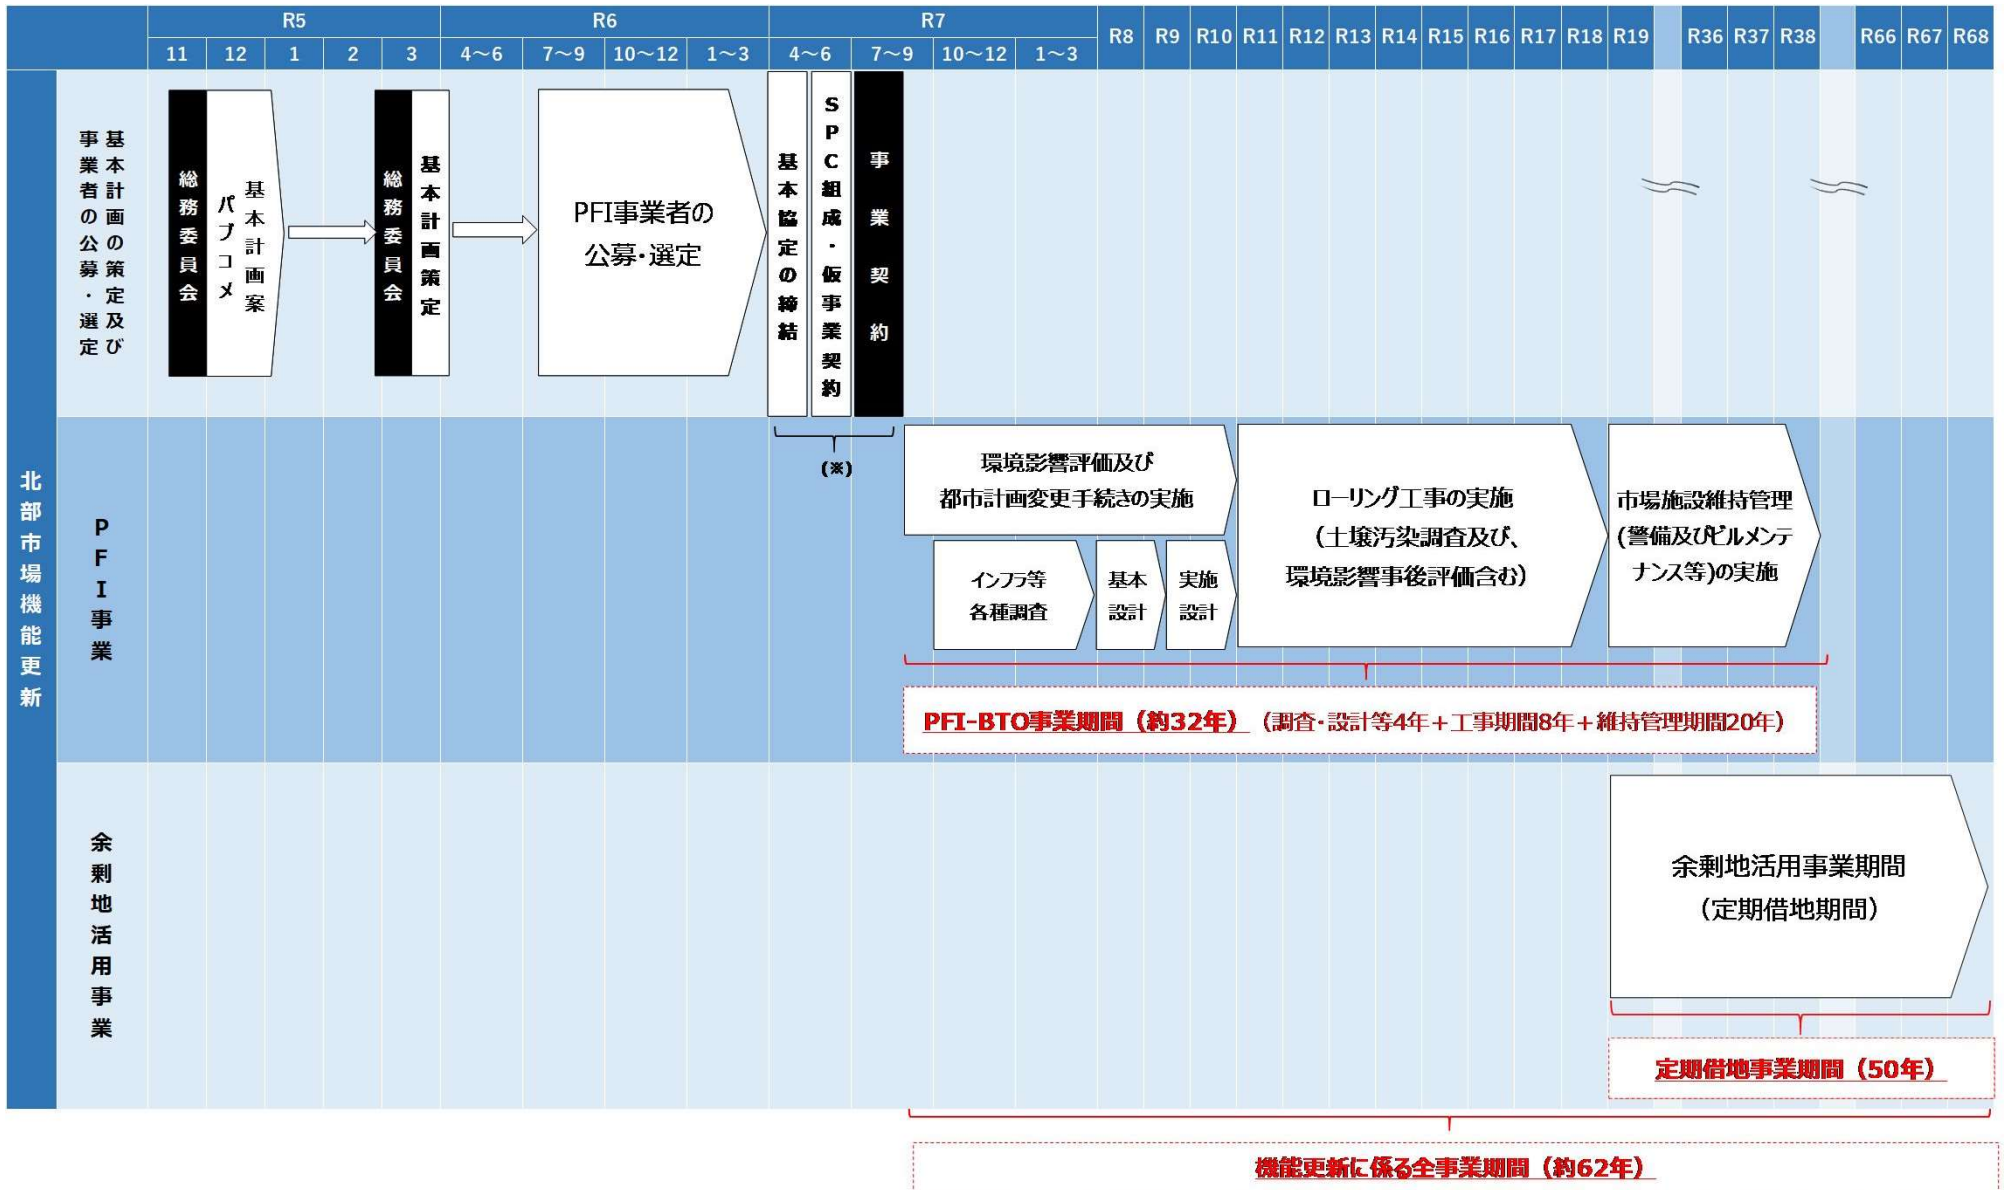 R5
R6
R7
R8
R9
R10
R11
R12
R13
R14
R15
R16
R17
R18
R19
R36
R37
R38
R66
R67
R68
11
12
1
2
3
4～6
7～9
10～12
1～3
4～6
7～9
10～12
1～3
北部市場機能更新
基本計画の策定及び
事業者の公募・選定
総務委員会
基本計画案
パブコメ
総務委員会
基本計画策定
PFI事業者の
公募・選定
基本協定の締結
SPC組成・仮事業契約
事業契約
(※)
PFI事業
環境影響評価及び
都市計画変更手続きの実施
インフラ等
各種調査
基本
設計
実施
設計
ローリング工事の実施
（土壌汚染調査及び、
環境影響事後評価含む）
市場施設維持管理
(警備及びビルメンテ
ナンス等)の実施
PFI-BTO事業期間（約32年）（調査・設計等4年＋工事期間8年＋維持管理期間20年）
余剰地活用事業
余剰地活用事業期間
（定期借地期間）
定期借地事業期間（50年）
機能更新に係る全事業期間（約62年）